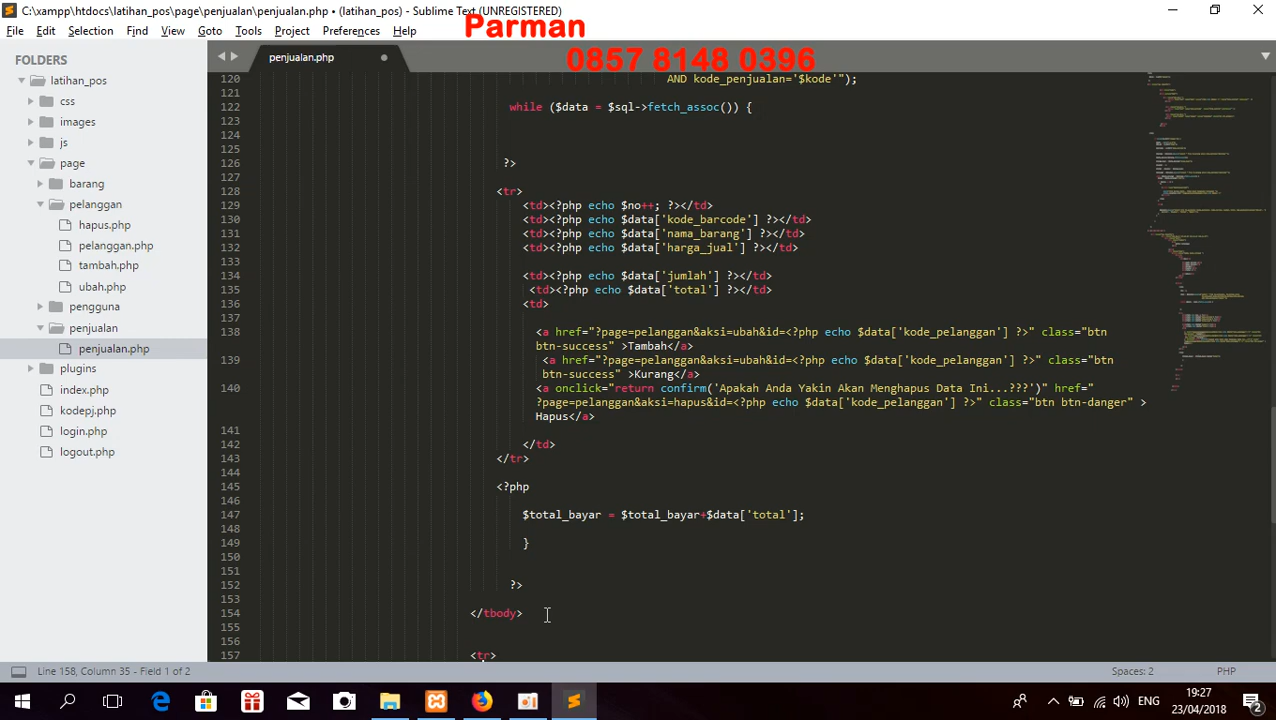 C:\xampp\htdocs\latihan_pos\page\penjualan\penjualan.php • (latihan_pos) - Sublime Text (UNREGISTERED)
Parman
File Edit Selection Find View Goto Tools Project Preferences Help
0857 8148 0396
FOLDERS
penjualan.php
latihan_pos
css
images
js
page
barang
pelanggan
hapus.php
pelanggan.php
tambah.php
ubah.php
pengguna
penjualan
penjualan.php
plugins
index.php
kodepj.php
login.php
logout.php
120 AND kode_penjualan='$kode'");
121
122 while ($data = $sql->fetch_assoc()) {
123
124
125
126 ?>
127
128 <tr>
129 <td><?php echo $no++; ?></td>
130 <td><?php echo $data['kode_barcode'] ?></td>
131 <td><?php echo $data['nama_barang'] ?></td>
132 <td><?php echo $data['harga_jual'] ?></td>
133
134 <td><?php echo $data['jumlah'] ?></td>
135 <td><?php echo $data['total'] ?></td>
136 <td>
137
138 <a href="?page=pelanggan&aksi=ubah&id=<?php echo $data['kode_pelanggan'] ?>" class="btn
btn-success" >Tambah</a>
139 <a href="?page=pelanggan&aksi=ubah&id=<?php echo $data['kode_pelanggan'] ?>" class="btn
btn-success" >Kurang</a>
140 <a onclick="return confirm('Apakah Anda Yakin Akan Menghapus Data Ini...???')" href="
?page=pelanggan&aksi=hapus&id=<?php echo $data['kode_pelanggan'] ?>" class="btn btn-danger" >
Hapus</a>
141
142 </td>
143 </tr>
144
145 <?php
146
147 $total_bayar = $total_bayar+$data['total'];
148
149 }
150
151
152 ?>
153
154 </tbody>
155
156
157 <tr>
Line 158, Column 35 - Field 1 of 2 Spaces: 2 PHP
ENG
19:27
23/04/2018
2